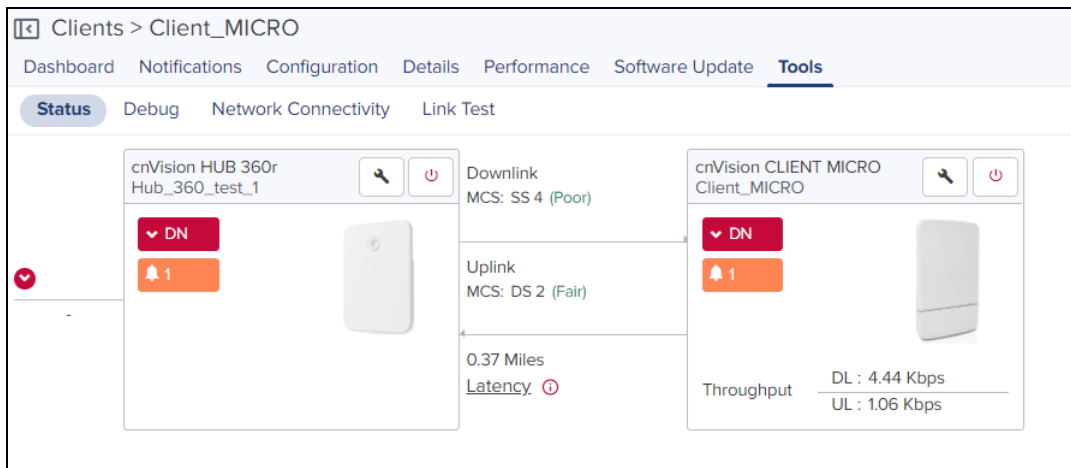 Clients > Client_MICRO
Dashboard Notifications Configuration Details Performance Software Update Tools
Status Debug Network Connectivity Link Test
cnVision HUB 360r
Hub_360_test_1
DN
1
-
Downlink
MCS: SS 4 (Poor)
Uplink
MCS: DS 2 (Fair)
0.37 Miles
Latency
cnVision CLIENT MICRO
Client_MICRO
DN
1
Throughput
DL : 4.44 Kbps
UL : 1.06 Kbps